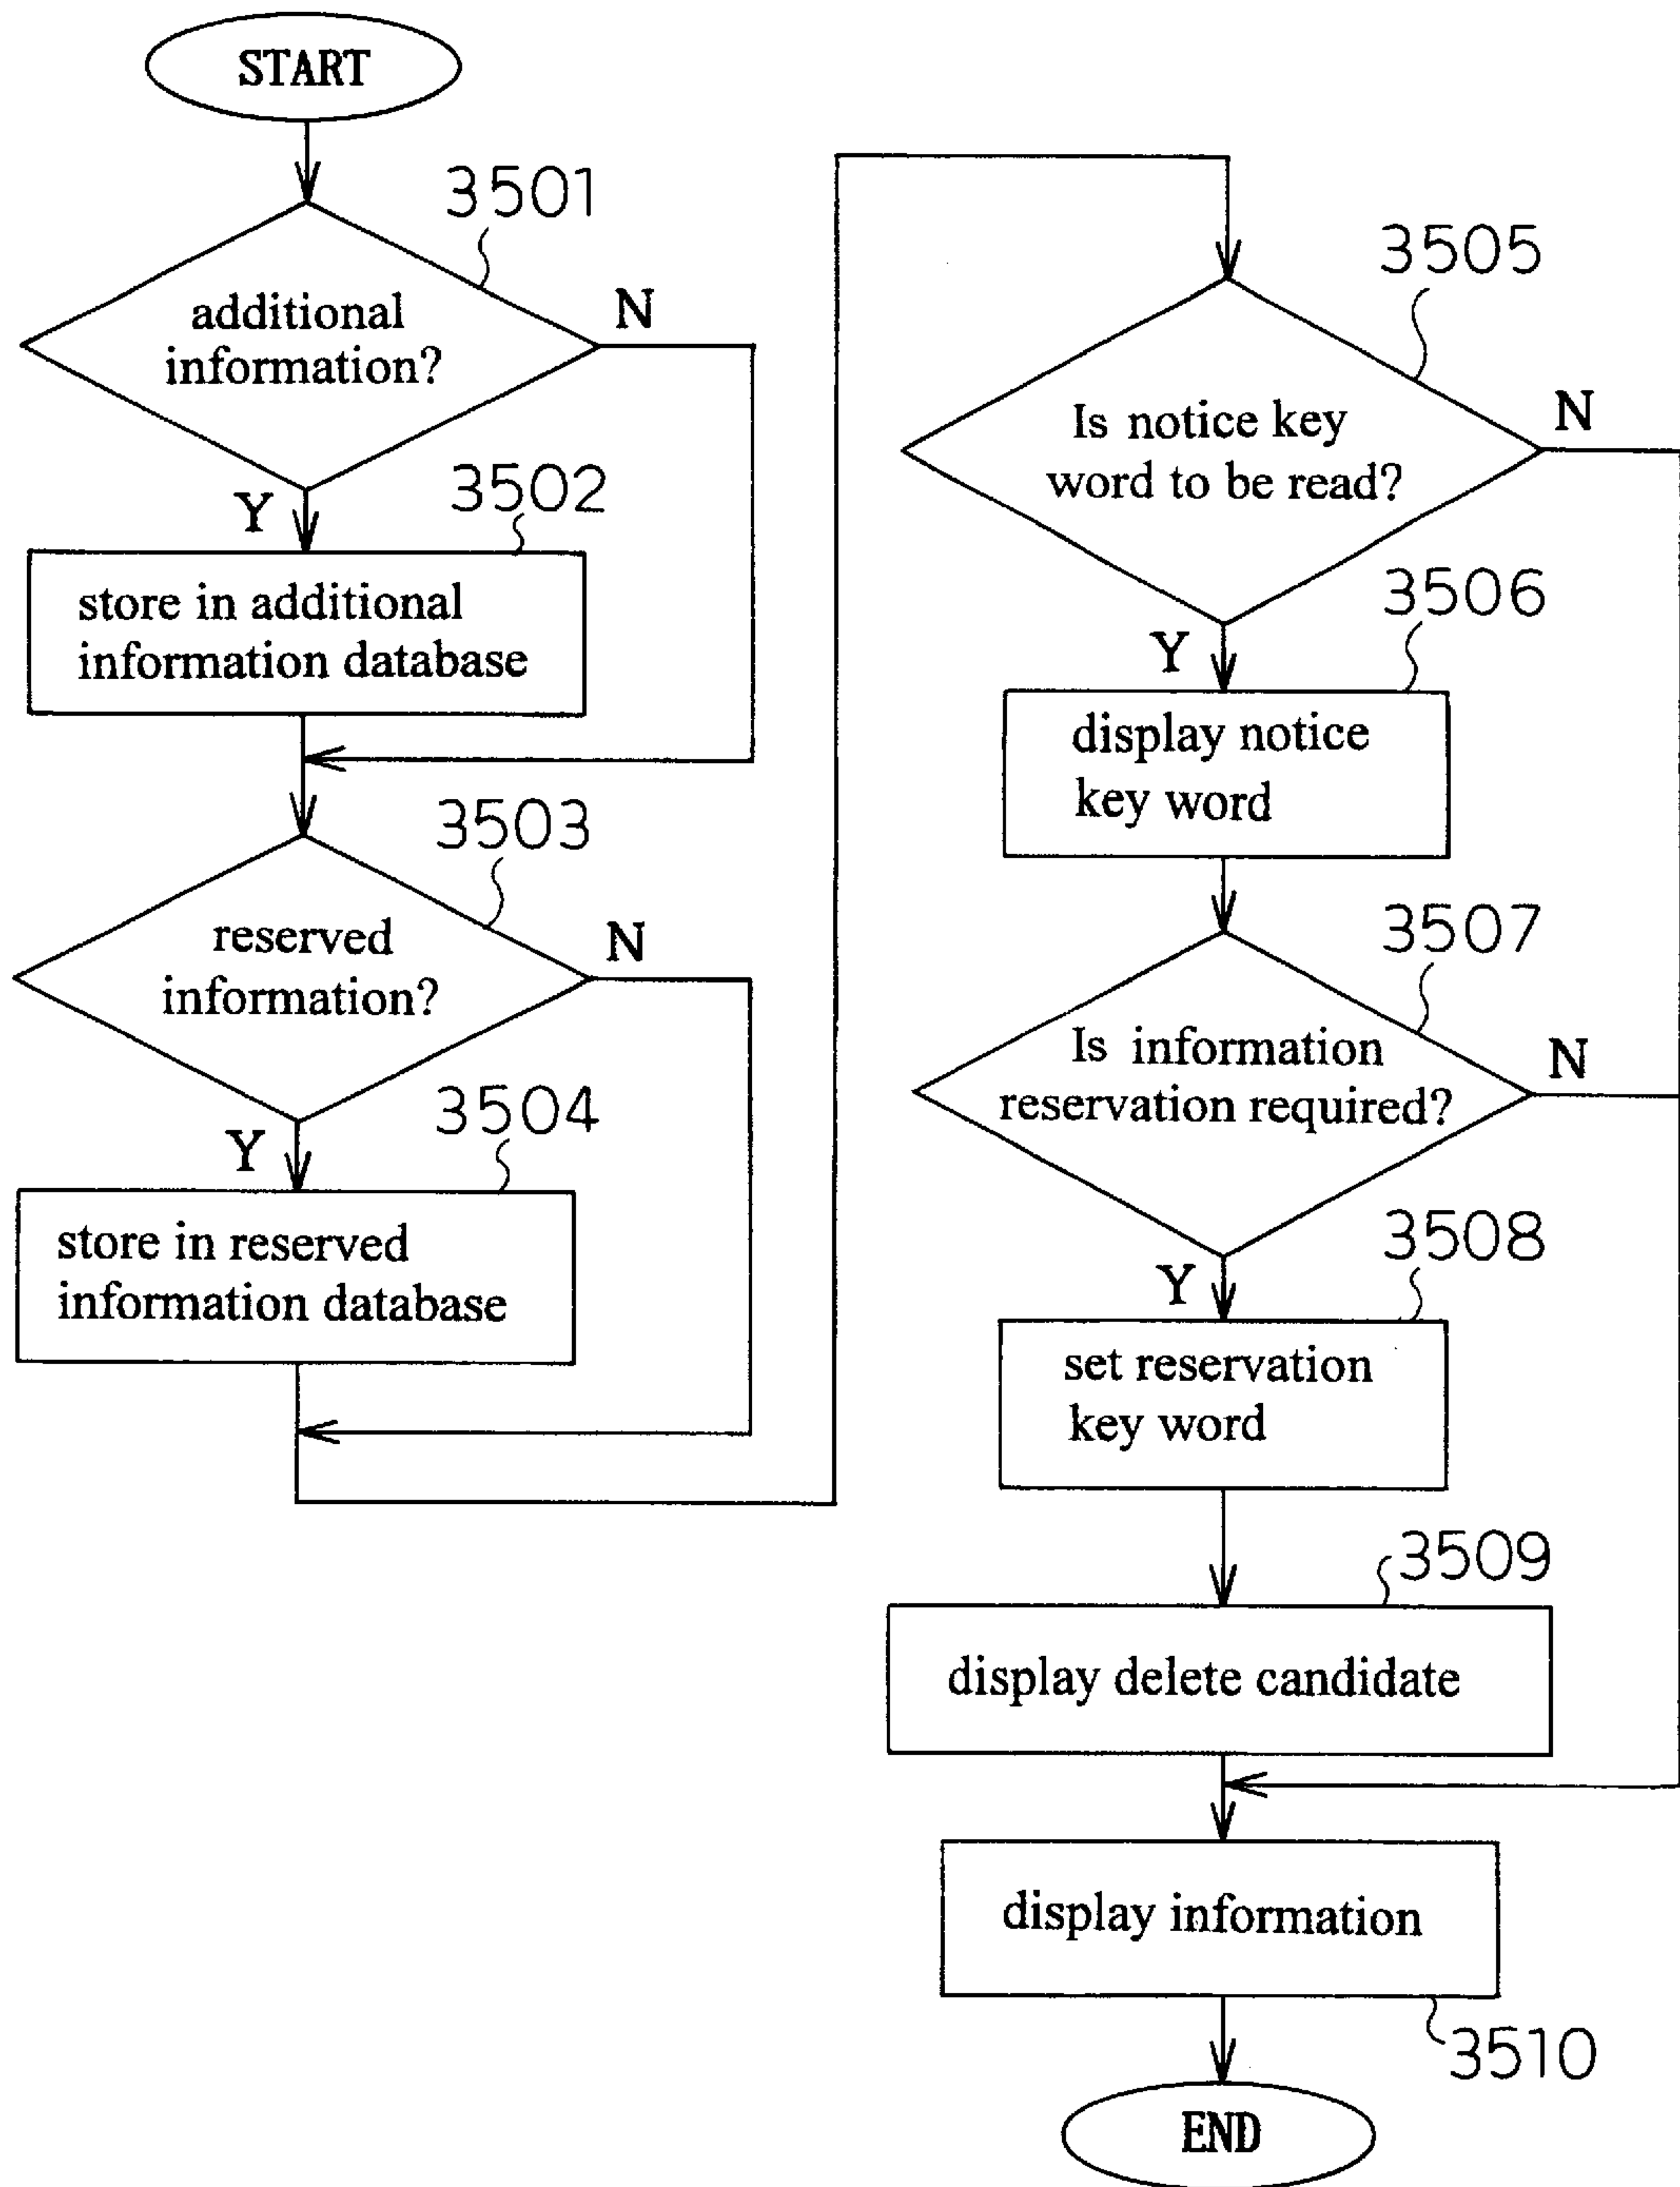 START
3501
additional
information?
N
Y
3502
store in additional
information database
3503
reserved
information?
N
Y
3504
store in reserved
information database
3505
Is notice key
word to be read?
N
Y
3506
display notice
key word
3507
Is information
reservation required?
N
Y
3508
set reservation
key word
3509
display delete candidate
display information
3510
END